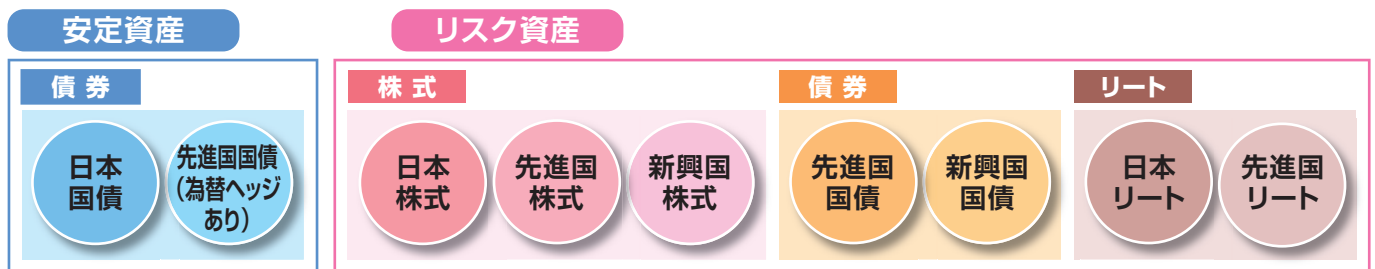 安定資産
リスク資産
債券
株式
債券
リート
日本
国債
先進国国債
(為替ヘッジ
あり)
日本
株式
先進国
株式
新興国
株式
先進国
国債
新興国
国債
日本
リート
先進国
リート